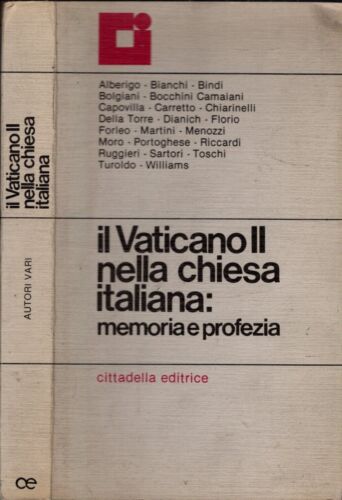 il Vaticano II
nella chiesa
italiana
AUTORI VARI
ce
Alberigo - Bianchi - Bindi
Bolgiani - Bocchini Camaiani
Capovilla - Carretto - Chiarinelli
Della Torre - Dianich - Florio
Forleo - Martini - Menozzi
Moro - Portoghese - Riccardi
Ruggieri - Sartori - Toschi
Turoldo - Williams
il Vaticano II
nella chiesa
italiana:
memoria e profezia
cittadella editrice